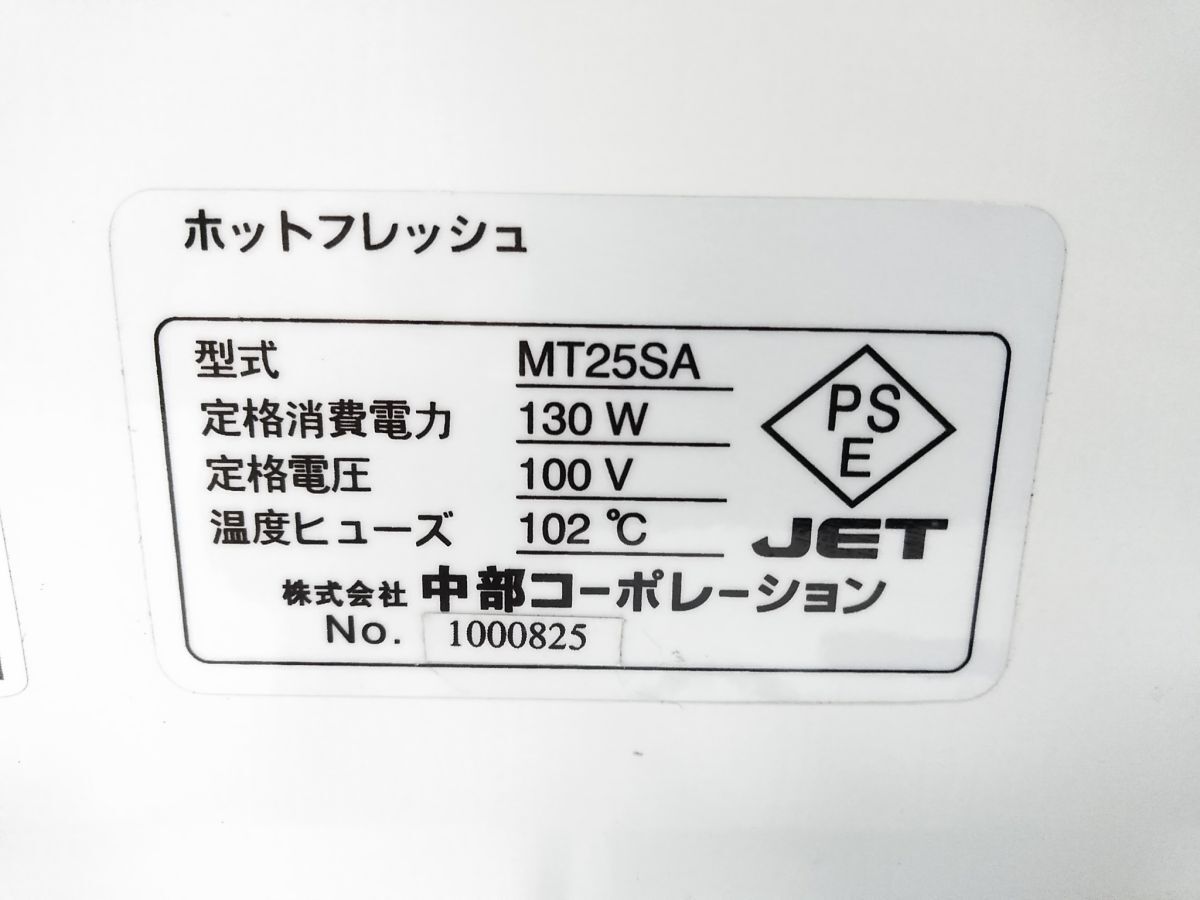 ホットフレッシュ
型式 MT25SA
定格消費電力 130 W
定格電圧 100 V
温度ヒューズ 102 ℃
PS
E
JET
株式会社 中部コーポレーション
No. 1000825